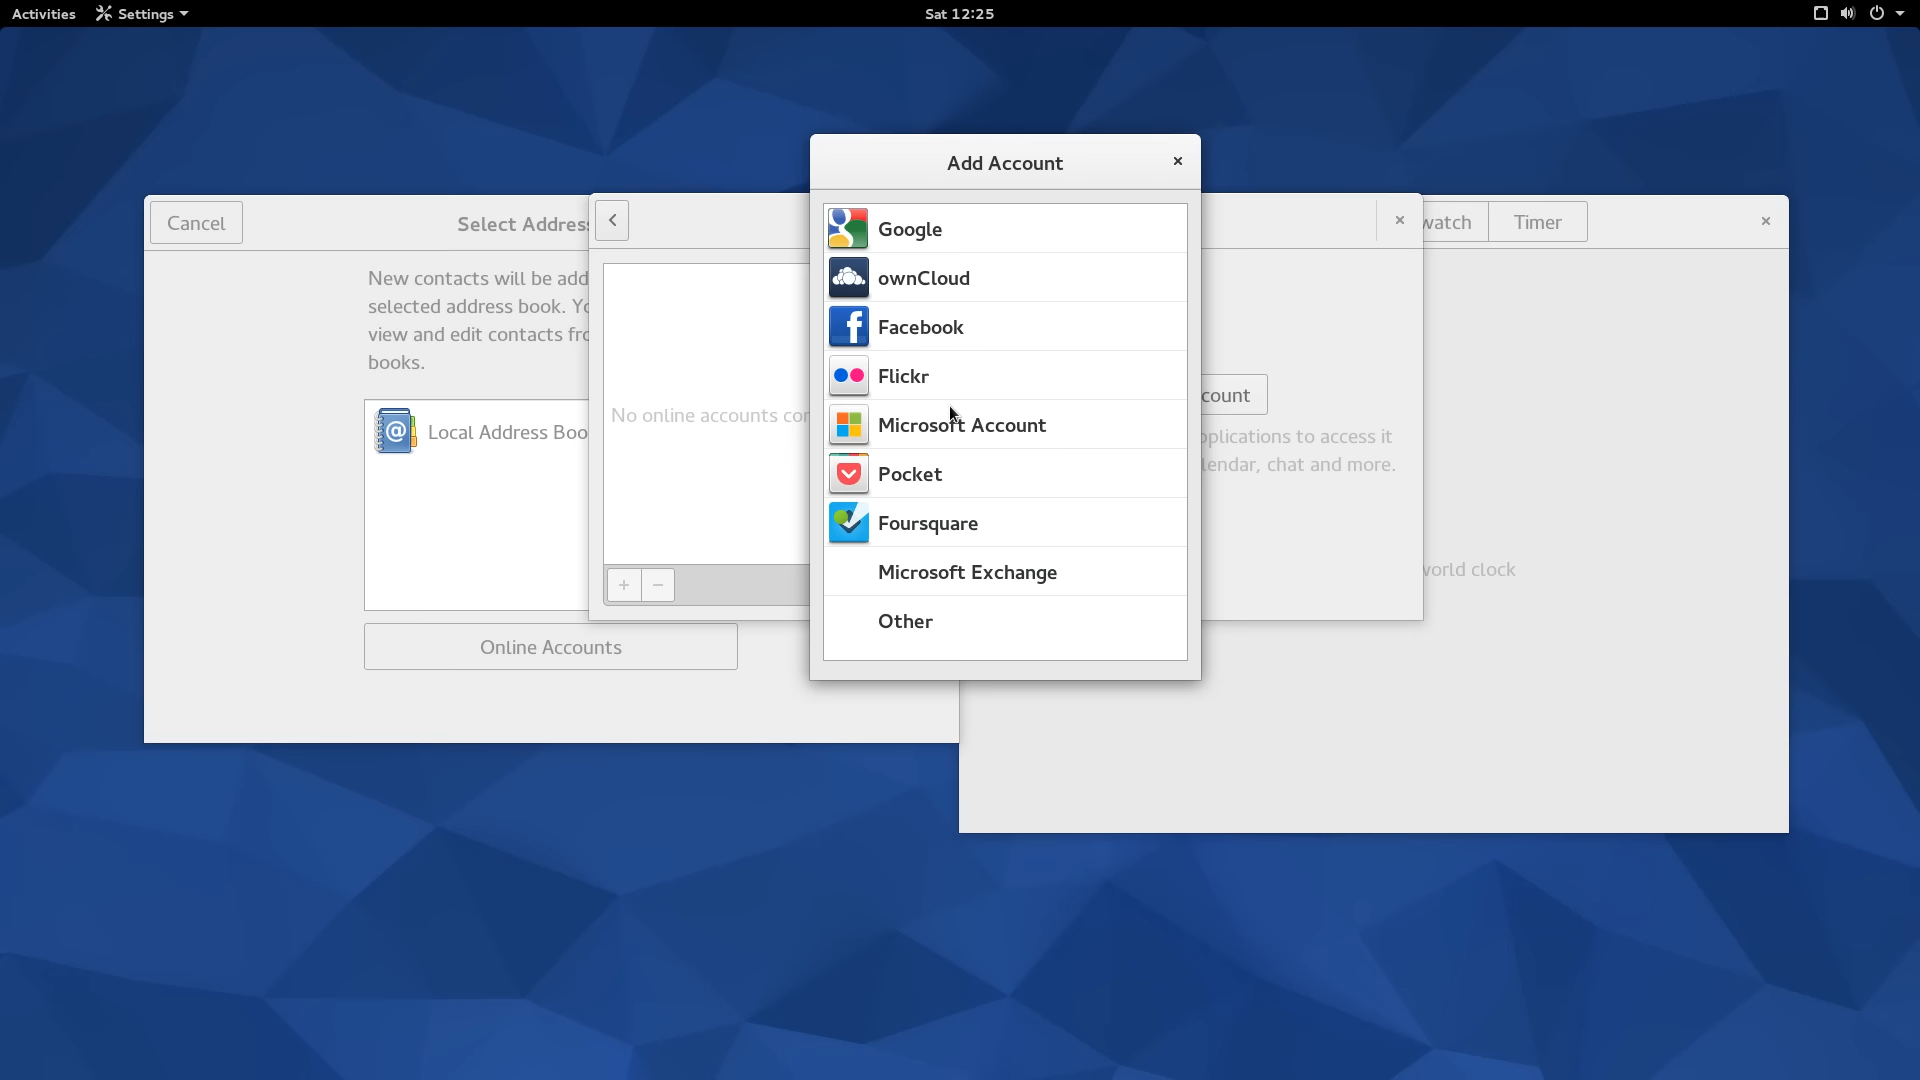 Activities
Settings
Sat 12:25
Add Account
Google
ownCloud
Facebook
Flickr
Microsoft Account
Pocket
Foursquare
Microsoft Exchange
Other
Cancel
Select Addres
New contacts will be add
selected address book. Yo
view and edit contacts fro
books.
Local Address Boo
Online Accounts
No online accounts con
count
pplications to access it
lendar, chat and more.
watch
Timer
world clock